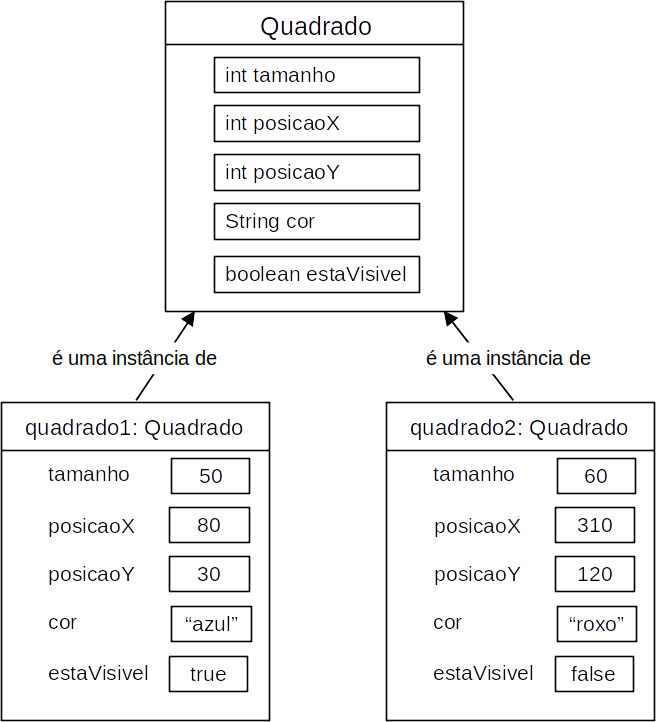 Quadrado
int tamanho
int posicaoX
int posicaoY
String cor
boolean estaVisivel
é uma instância de
é uma instância de
quadrado1: Quadrado
tamanho 50
posicaoX 80
posicaoY 30
cor “azul”
estaVisivel true
quadrado2: Quadrado
tamanho 60
posicaoX 310
posicaoY 120
cor “roxo”
estaVisivel false